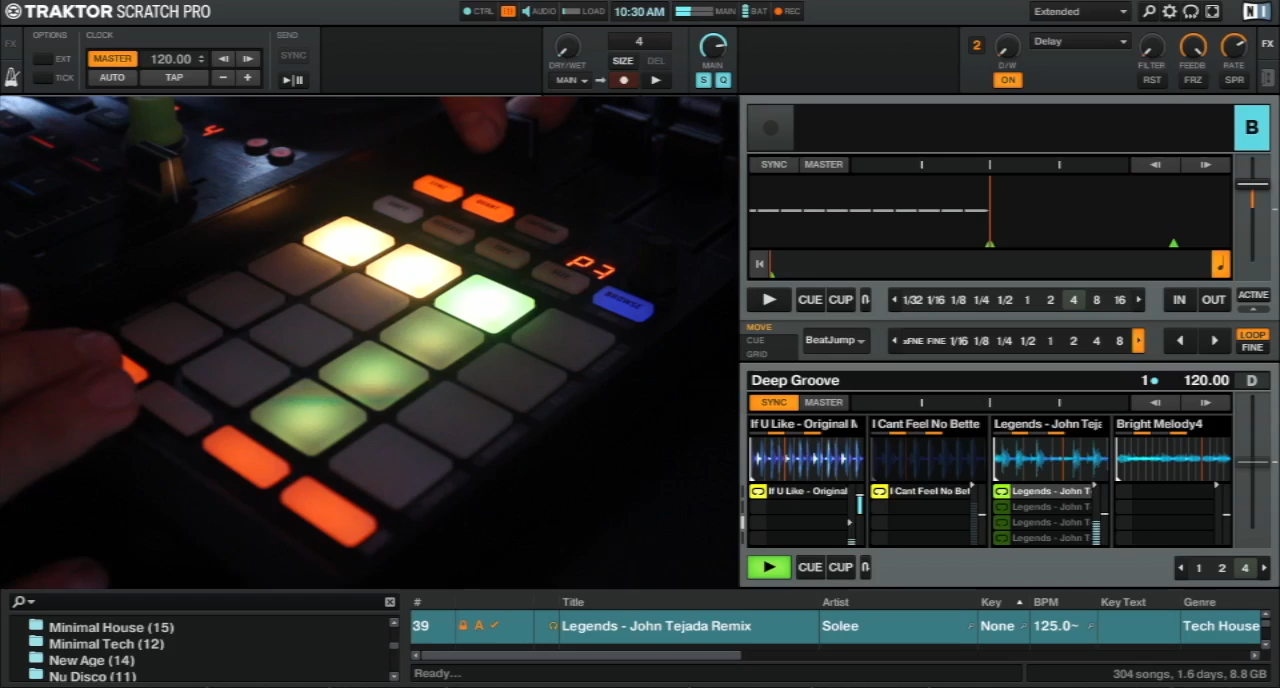 TRAKTOR SCRATCH PRO
CTRL
AUDIO
LOAD
10:30 AM
MAIN
BAT
REC
Extended
FX
OPTIONS
CLOCK
SEND
EXT
MASTER
120.00
SYNC
TICK
AUTO
TAP
4
SIZE
DEL
DRY/WET
MAIN
MAIN
S
Q
2
D/W
Delay
ON
FILTER
FEEDB
RATE
RST
FRZ
SPR
FX
SYNC
QUANT
P7
BROWSE
B
SYNC
MASTER
CUE
CUP
1/32 1/16 1/8 1/4 1/2 1 2 4 8 16
IN
OUT
ACTIVE
MOVE
CUE
GRID
BeatJump
xFNE FINE 1/16 1/8 1/4 1/2 1 2 4 8
LOOP
FINE
Deep Groove
1
120.00
D
SYNC
MASTER
If U Like - Original M
I Cant Feel No Bette
Legends - John Teja
Bright Melody4
If U Like - Original
I Cant Feel No Bet
Legends - John T
Legends - John T
Legends - John T
Legends - John T
CUE
CUP
1 2 4
#
Title
Artist
Key
BPM
Key Text
Genre
39
A
Legends - John Tejada Remix
Solee
None
125.0~
Tech House
Minimal House (15)
Minimal Tech (12)
New Age (14)
Nu Disco (11)
Ready...
304 songs, 1.6 days, 8.8 GB